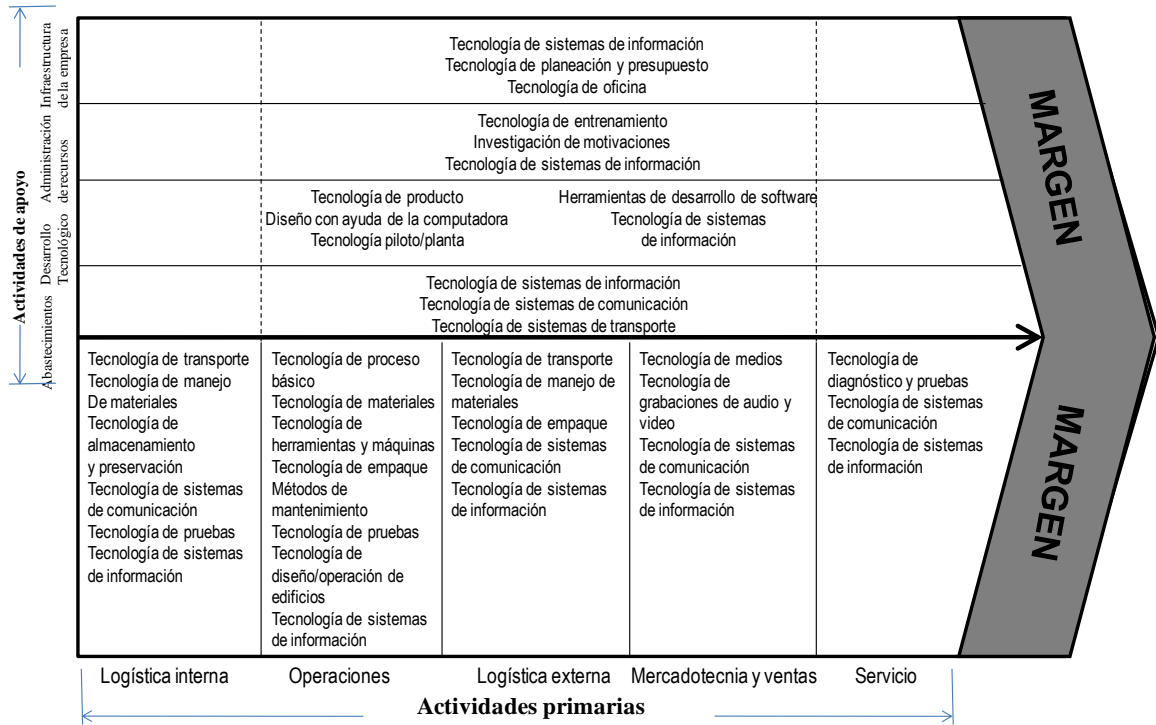 Actividades de apoyo
Infraestructura
de la empresa
Tecnología de sistemas de información
Tecnología de planeación y presupuesto
Tecnología de oficina
Administración
de recursos
Tecnología de entrenamiento
Investigación de motivaciones
Tecnología de sistemas de información
Desarrollo
Tecnológico
Tecnología de producto
Diseño con ayuda de la computadora
Tecnología piloto/planta
Herramientas de desarrollo de software
Tecnología de sistemas
de información
Abastecimientos
Tecnología de sistemas de información
Tecnología de sistemas de comunicación
Tecnología de sistemas de transporte
MARGEN
MARGEN
Tecnología de transporte
Tecnología de manejo
De materiales
Tecnología de
almacenamiento
y preservación
Tecnología de sistemas
de comunicación
Tecnología de pruebas
Tecnología de sistemas
de información
Tecnología de proceso
básico
Tecnología de materiales
Tecnología de
herramientas y máquinas
Tecnología de empaque
Métodos de
mantenimiento
Tecnología de pruebas
Tecnología de
diseño/operación de
edificios
Tecnología de sistemas
de información
Tecnología de transporte
Tecnología de manejo de
materiales
Tecnología de empaque
Tecnología de sistemas
de comunicación
Tecnología de sistemas
de información
Tecnología de medios
Tecnología de
grabaciones de audio y
video
Tecnología de sistemas
de comunicación
Tecnología de sistemas
de información
Tecnología de
diagnóstico y pruebas
Tecnología de sistemas
de comunicación
Tecnología de sistemas
de información
Logística interna
Operaciones
Logística externa
Mercadotecnia y ventas
Servicio
Actividades primarias